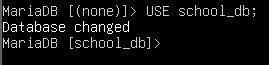 MariaDB [(none)]> USE school_db;
Database changed
MariaDB [school_db]>